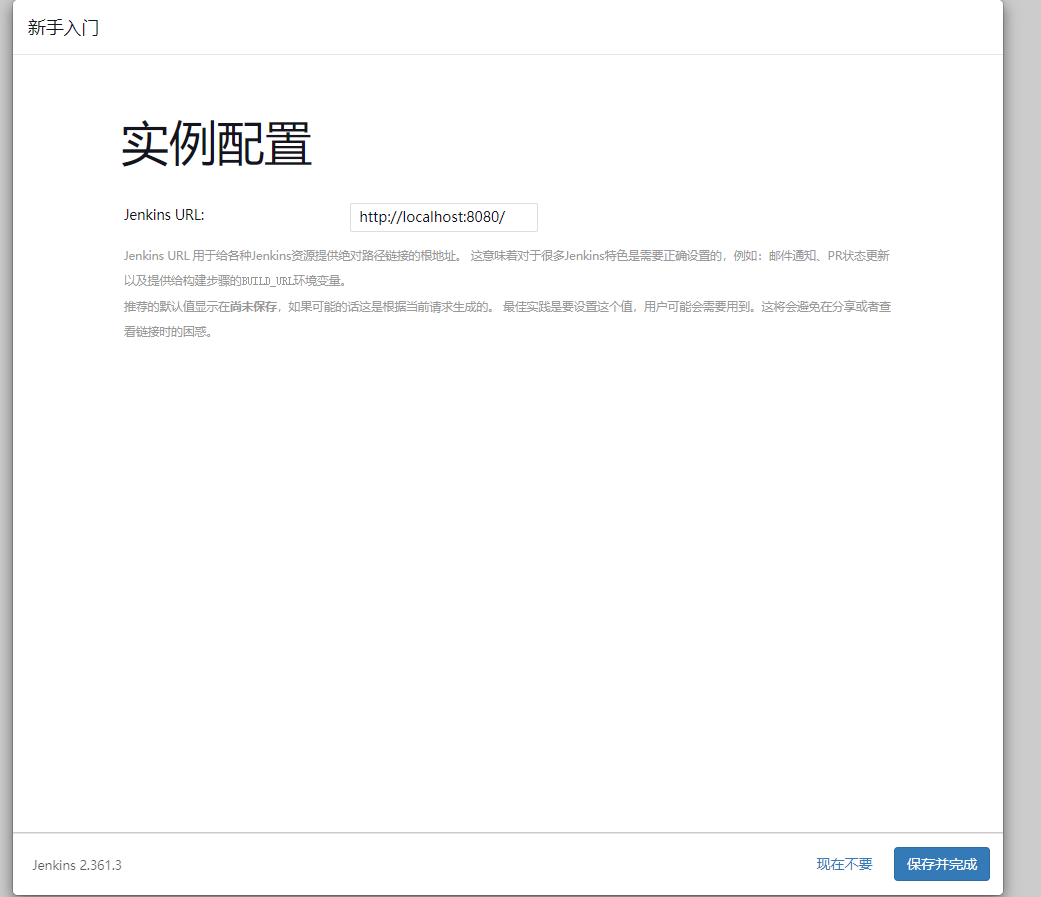 新手入门
实例配置
Jenkins URL:
http://localhost:8080/
Jenkins URL 用于给各种Jenkins资源提供绝对路径链接的根地址。 这意味着对于很多Jenkins特色是需要正确设置的，例如：邮件通知、PR状态更新
以及提供给构建步骤的BUILD_URL环境变量。
推荐的默认值显示在尚未保存，如果可能的话这是根据当前请求生成的。 最佳实践是要设置这个值，用户可能会需要用到。这将会避免在分享或者查
看链接时的困惑。
Jenkins 2.361.3
现在不要
保存并完成